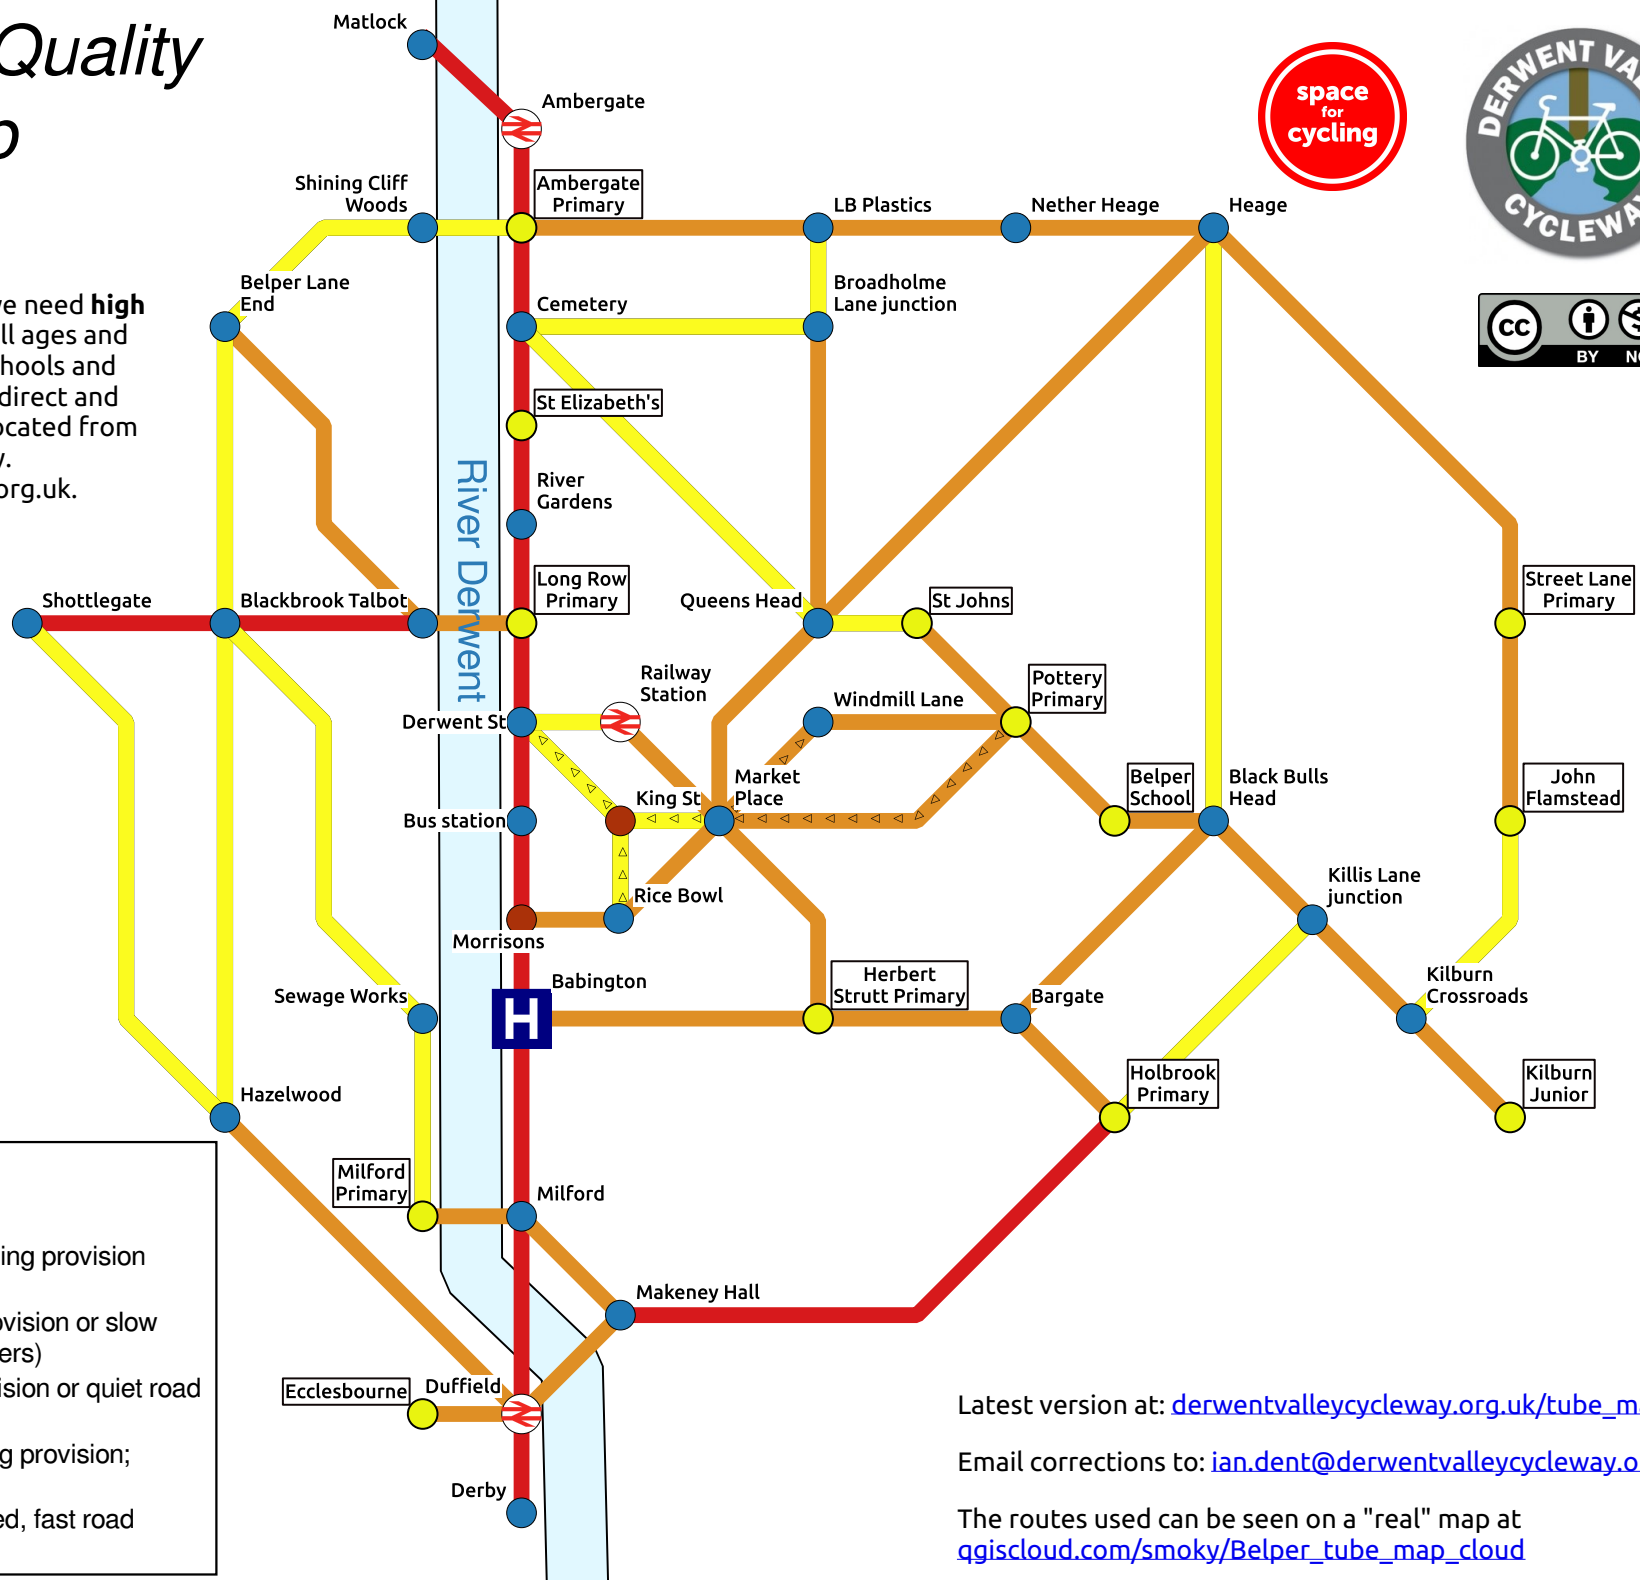 Quality
Matlock
Ambergate
space
for
cycling
DERWENT VA
CYCLEWAY
Shining Cliff
Woods
Ambergate
Primary
LB Plastics
Nether Heage
Heage
Belper Lane
End
Cemetery
Broadholme
Lane junction
we need high
ll ages and
hools and
direct and
ocated from
y.
org.uk.
cc
BY
St Elizabeth's
River
Gardens
River Derwent
Shottlegate
Blackbrook Talbot
Long Row
Primary
Queens Head
St Johns
Street Lane
Primary
Railway
Station
Derwent St
Windmill Lane
Pottery
Primary
Market
Place
King St
Bus station
Belper
School
Black Bulls
Head
John
Flamstead
Rice Bowl
Morrisons
Killis Lane
junction
Sewage Works
Babington
H
Herbert
Strutt Primary
Bargate
Kilburn
Crossroads
Hazelwood
Holbrook
Primary
Kilburn
Junior
Milford
Primary
Milford
ing provision
ovision or slow
ers)
ision or quiet road
g provision;
ed, fast road
Makeney Hall
Ecclesbourne
Duffield
Derby
Latest version at: derwentvalleycycleway.org.uk/tube_m
Email corrections to: ian.dent@derwentvalleycycleway.o
The routes used can be seen on a "real" map at
qgiscloud.com/smoky/Belper_tube_map_cloud